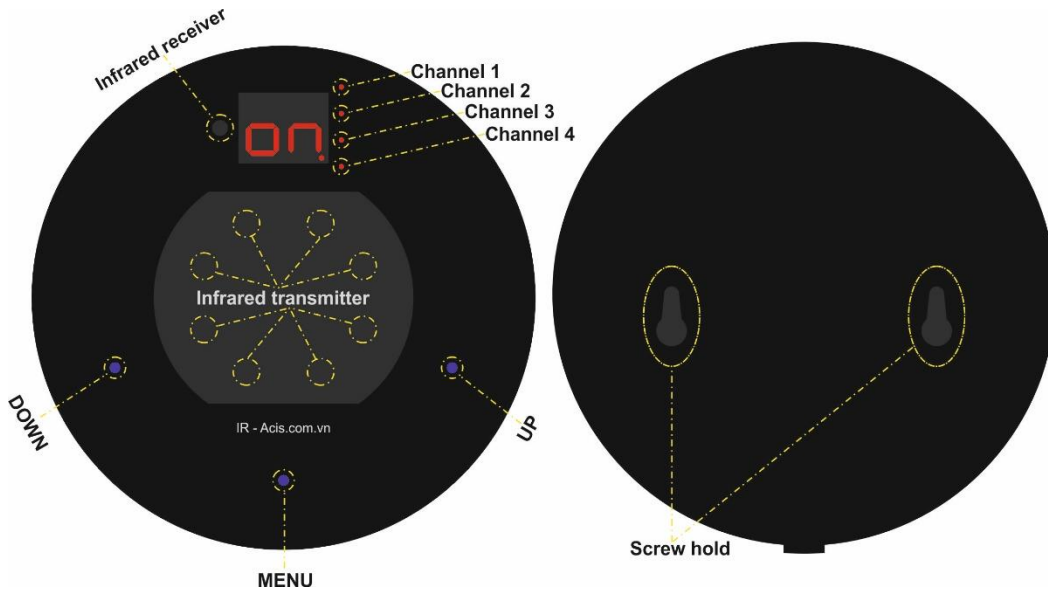 Infrared receiver
Channel 1
Channel 2
Channel 3
Channel 4
on.
Infrared transmitter
DOWN
UP
IR - Acis.com.vn
MENU
Screw hold